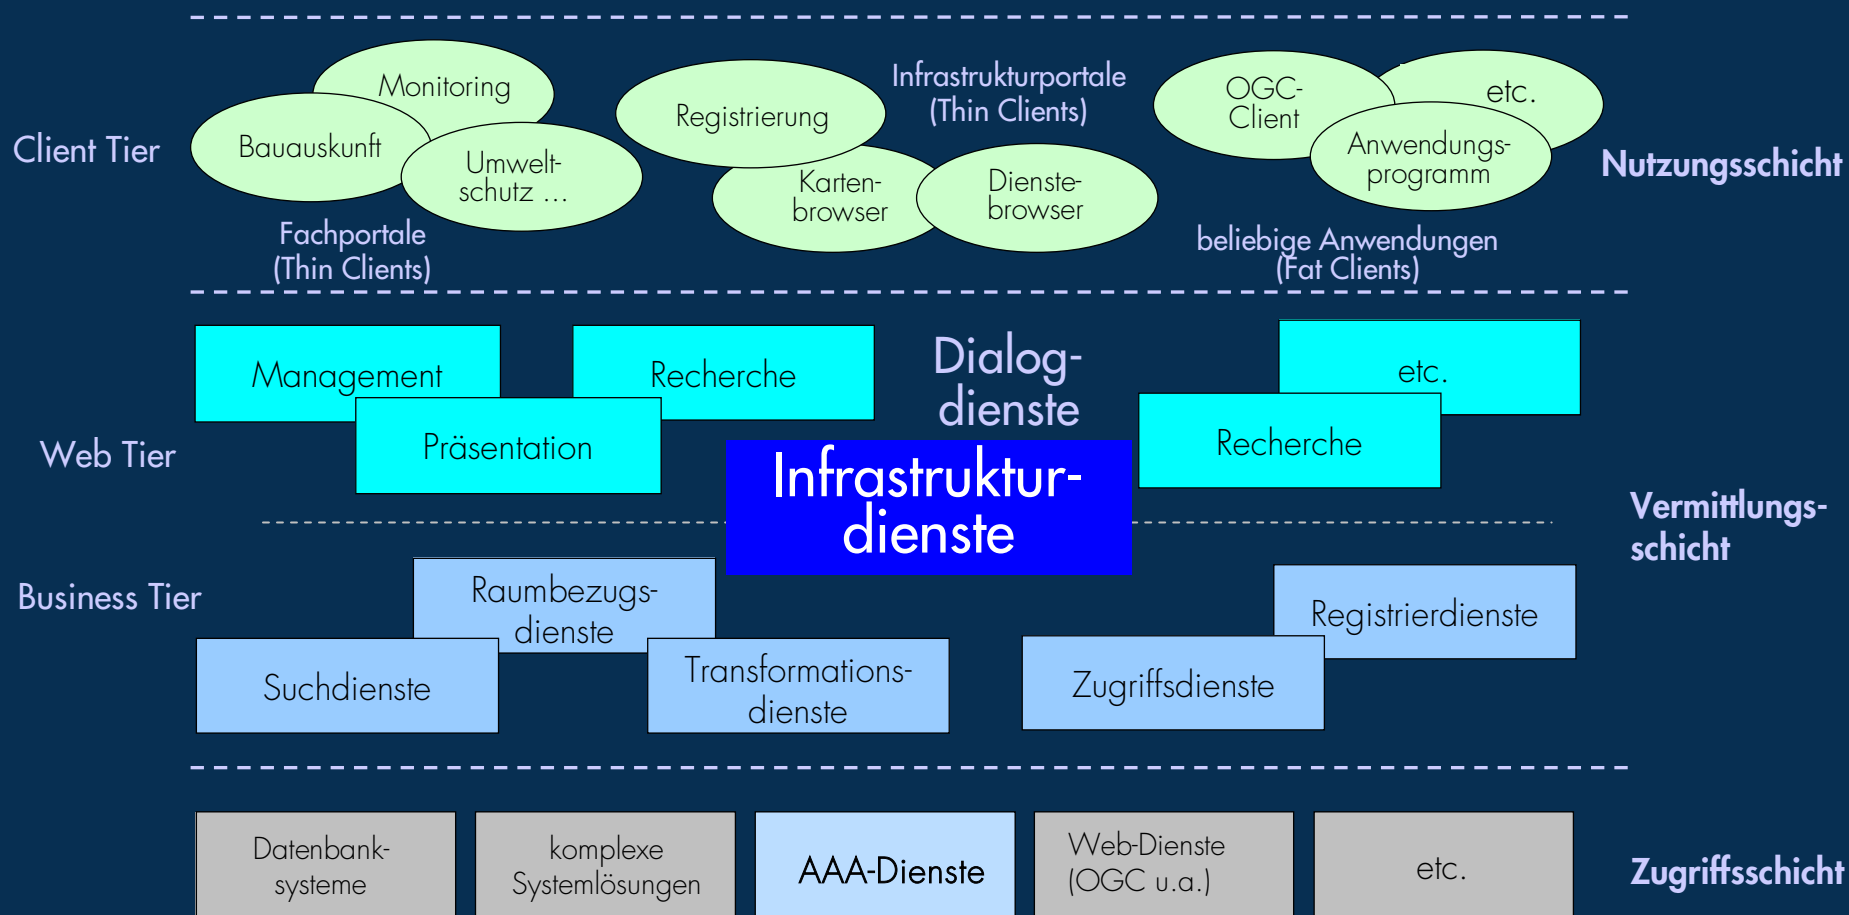 Client Tier
Monitoring
Bauauskunft
Umwelt-
schutz ...
Fachportale
(Thin Clients)
Registrierung
Infrastrukturportale
(Thin Clients)
Karten-
browser
Dienste-
browser
OGC-
Client
etc.
Anwendungs-
programm
beliebige Anwendungen
(Fat Clients)
Nutzungsschicht
Web Tier
Management
Präsentation
Recherche
Dialog-
dienste
etc.
Recherche
Infrastruktur-
dienste
Vermittlungs-
schicht
Business Tier
Raumbezugs-
dienste
Suchdienste
Transformations-
dienste
Registrierdienste
Zugriffsdienste
Datenbank-
systeme
komplexe
Systemlösungen
AAA-Dienste
Web-Dienste
(OGC u.a.)
etc.
Zugriffsschicht